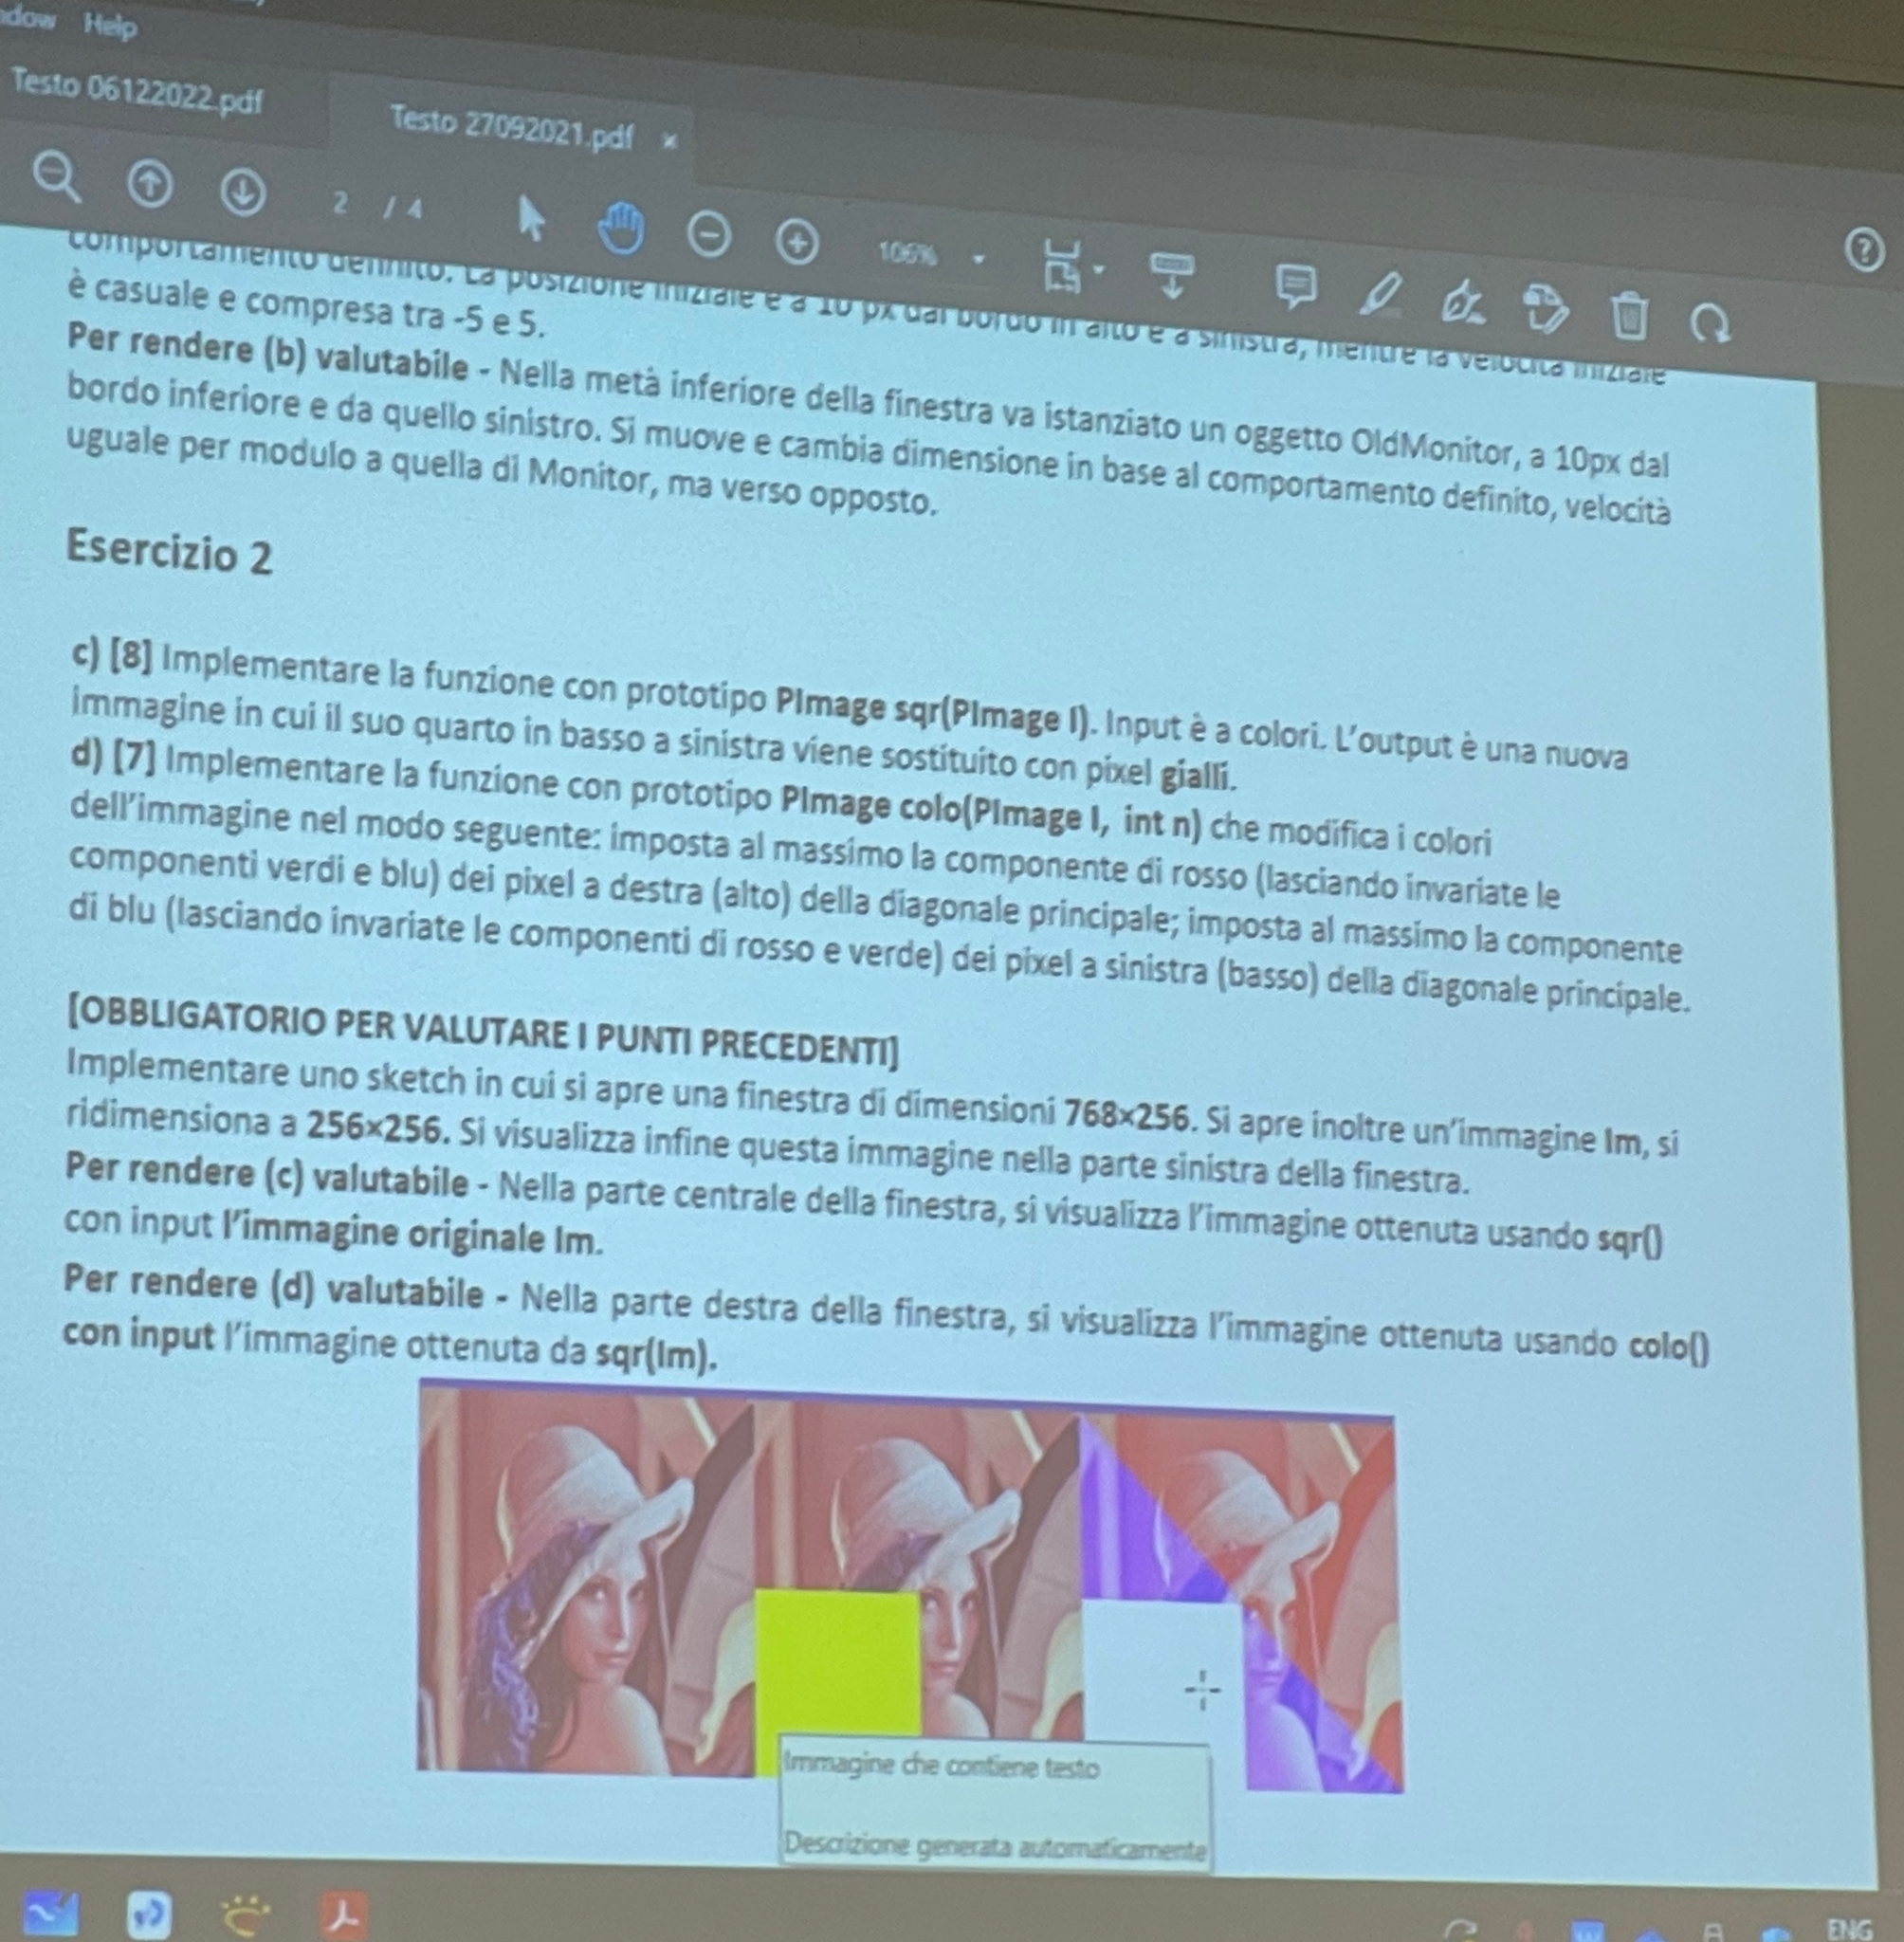 Help
Testo 06122022.pdf
Testo 27092021.pdf ×
2 / 4
106%
?
comportamento definito. La posizione iniziale è a 10 px dal bordo in alto e a sinistra, mentre la velocità iniziale
è casuale e compresa tra -5 e 5.
Per rendere (b) valutabile - Nella metà inferiore della finestra va istanziato un oggetto OldMonitor, a 10px dal
bordo inferiore e da quello sinistro. Si muove e cambia dimensione in base al comportamento definito, velocità
uguale per modulo a quella di Monitor, ma verso opposto.
Esercizio 2
c) [8] Implementare la funzione con prototipo PImage sqr(PImage I). Input è a colori. L'output è una nuova
immagine in cui il suo quarto in basso a sinistra viene sostituito con pixel gialli.
d) [7] Implementare la funzione con prototipo PImage colo(PImage I, int n) che modifica i colori
dell'immagine nel modo seguente: imposta al massimo la componente di rosso (lasciando invariate le
componenti verdi e blu) dei pixel a destra (alto) della diagonale principale; imposta al massimo la componente
di blu (lasciando invariate le componenti di rosso e verde) dei pixel a sinistra (basso) della diagonale principale.
[OBBLIGATORIO PER VALUTARE I PUNTI PRECEDENTI]
Implementare uno sketch in cui si apre una finestra di dimensioni 768×256. Si apre inoltre un'immagine Im, si
ridimensiona a 256×256. Si visualizza infine questa immagine nella parte sinistra della finestra.
Per rendere (c) valutabile - Nella parte centrale della finestra, si visualizza l'immagine ottenuta usando sqr()
con input l'immagine originale Im.
Per rendere (d) valutabile - Nella parte destra della finestra, si visualizza l'immagine ottenuta usando colo()
con input l'immagine ottenuta da sqr(Im).
Immagine che contiene testo
Descrizione generata automaticamente
ENG